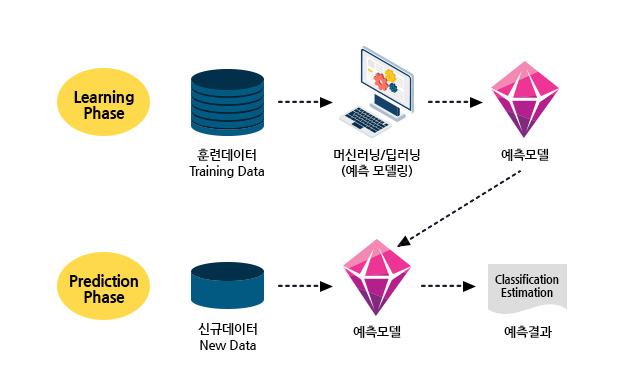 Learning
Phase
훈련데이터
Training Data
머신러닝/딥러닝
(예측 모델링)
예측모델
Prediction
Phase
신규데이터
New Data
예측모델
Classification
Estimation
예측결과